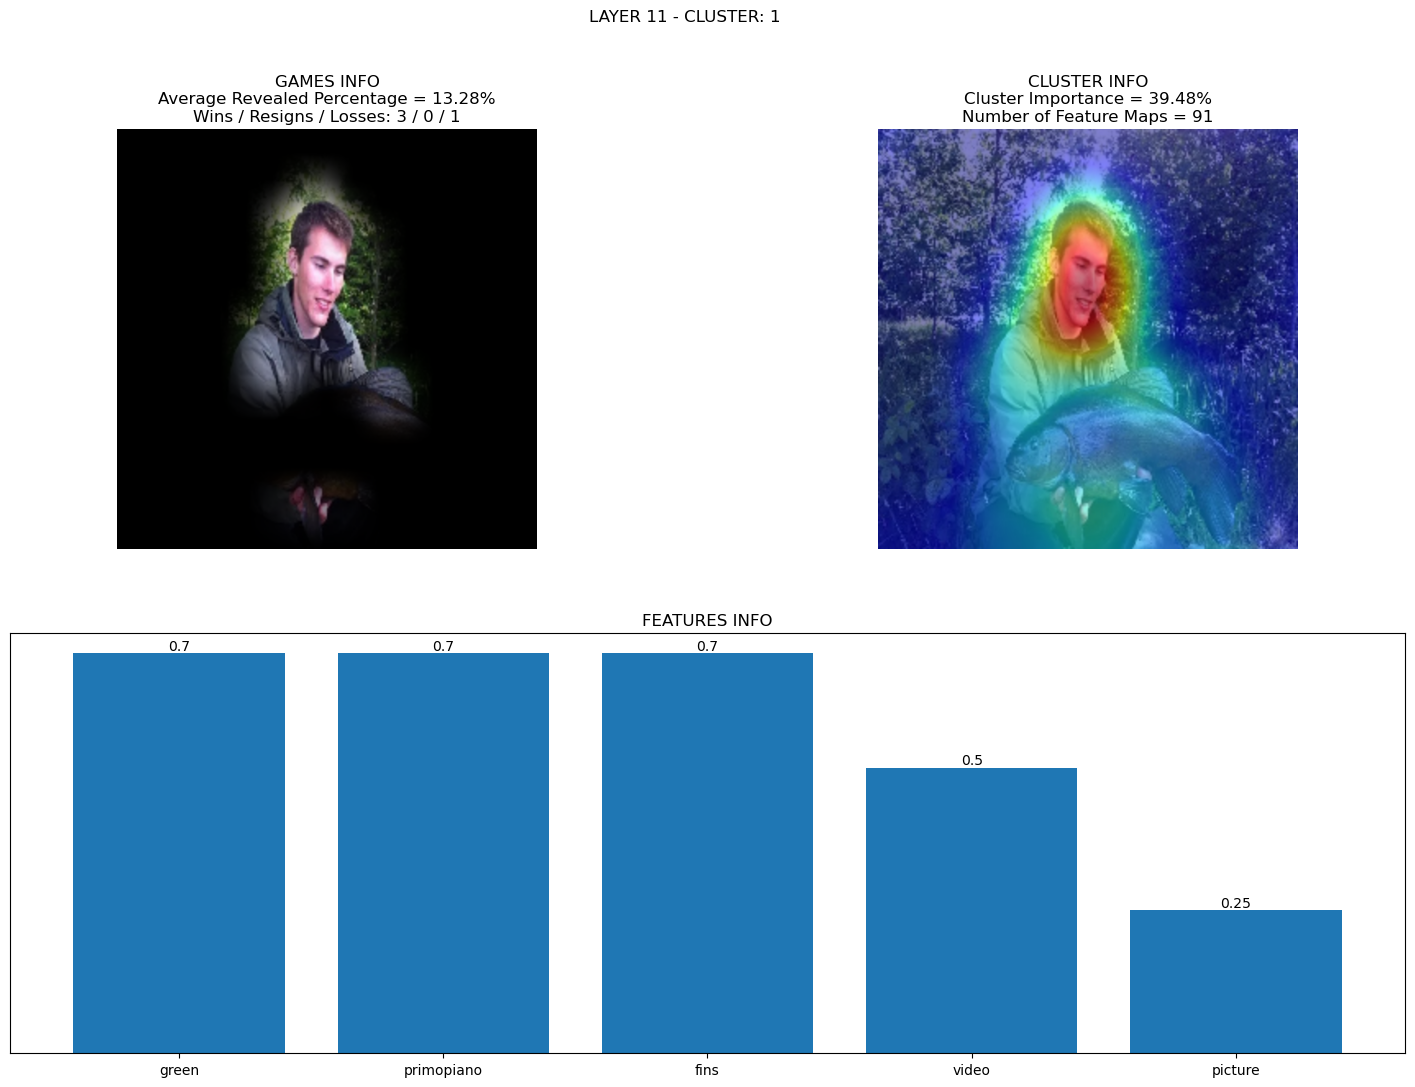 LAYER 11 - CLUSTER: 1
GAMES INFO
Average Revealed Percentage = 13.28%
Wins / Resigns / Losses: 3 / 0 / 1
CLUSTER INFO
Cluster Importance = 39.48%
Number of Feature Maps = 91
FEATURES INFO
0.7
0.7
0.7
0.5
0.25
green
primopiano
fins
video
picture